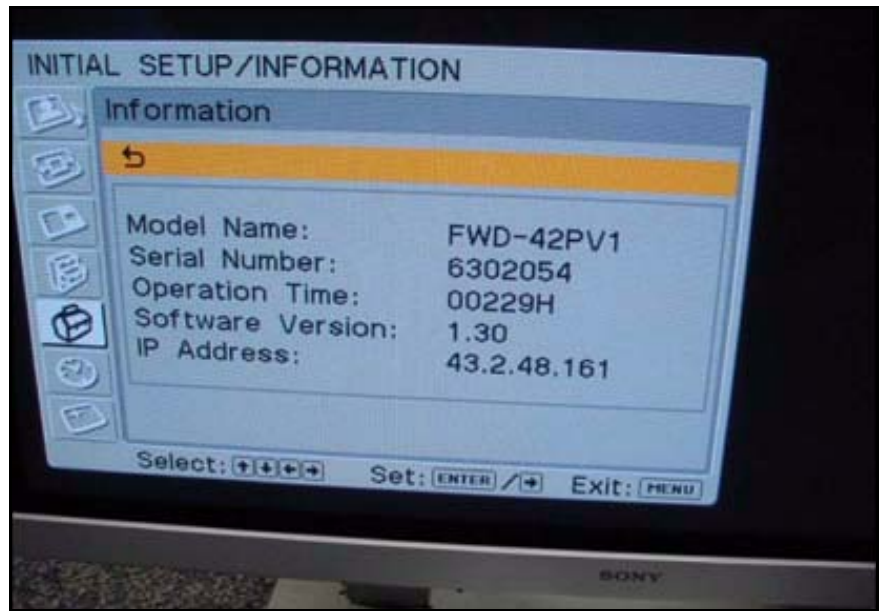 INITIAL SETUP/INFORMATION
Information
Model Name: FWD-42PV1
Serial Number: 6302054
Operation Time: 00229H
Software Version: 1.30
IP Address: 43.2.48.161
Select: Set: ENTER / Exit: MENU
SONY